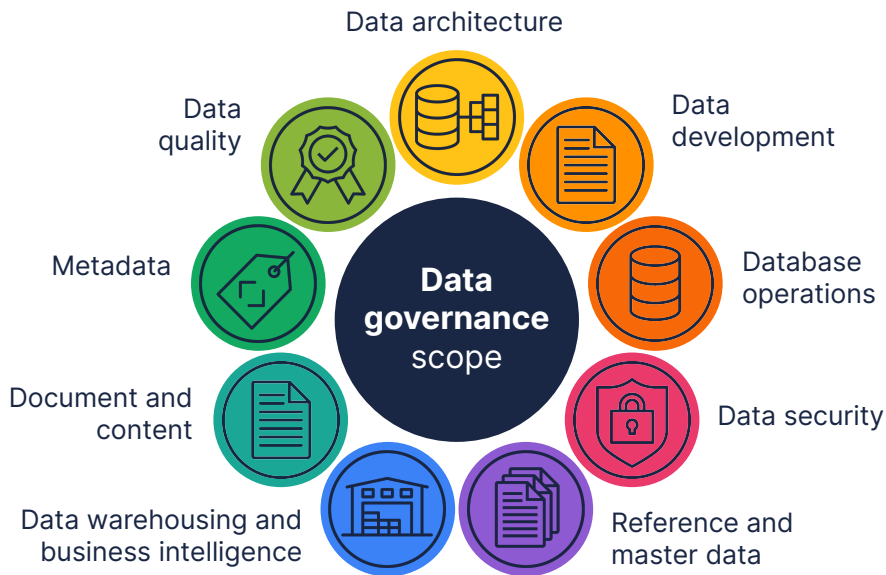 Data architecture
Data
development
Database
operations
Data security
Reference and
master data
Data warehousing and
business intelligence
Document and
content
Metadata
Data
quality
Data
governance
scope